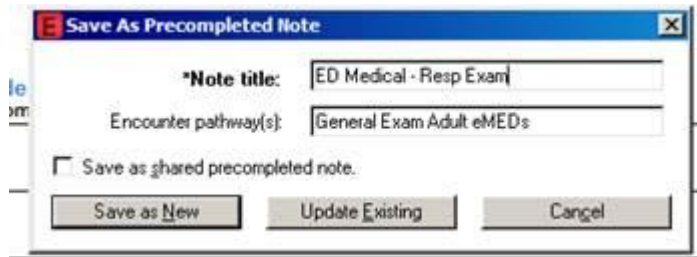 E Save As Precompleted Note
*Note title: ED Medical - Resp Exam
Encounter pathway(s): General Exam Adult eMEDs
Save as shared precompleted note.
Save as New Update Existing Cancel